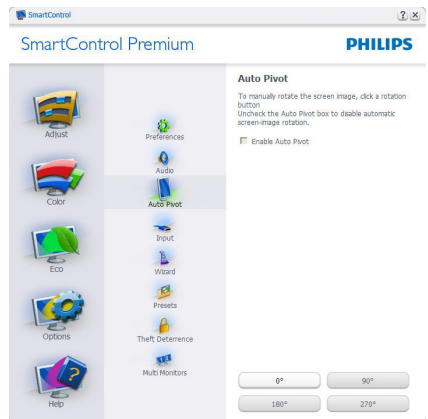 SmartControl
SmartControl Premium
PHILIPS
Adjust
Color
Eco
Options
Help
Preferences
Audio
Auto Pivot
Input
Wizard
Presets
Theft Deterrence
Multi Monitors
Auto Pivot
To manually rotate the screen image, click a rotation
button
Uncheck the Auto Pivot box to disable automatic
screen-image rotation.
Enable Auto Pivot
0°
90°
180°
270°